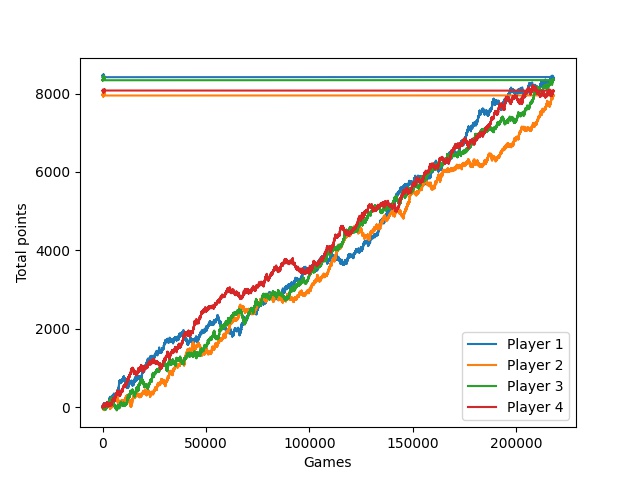 8000
6000
4000
2000
0
Total points
0
50000
100000
150000
200000
Games
Player 1
Player 2
Player 3
Player 4